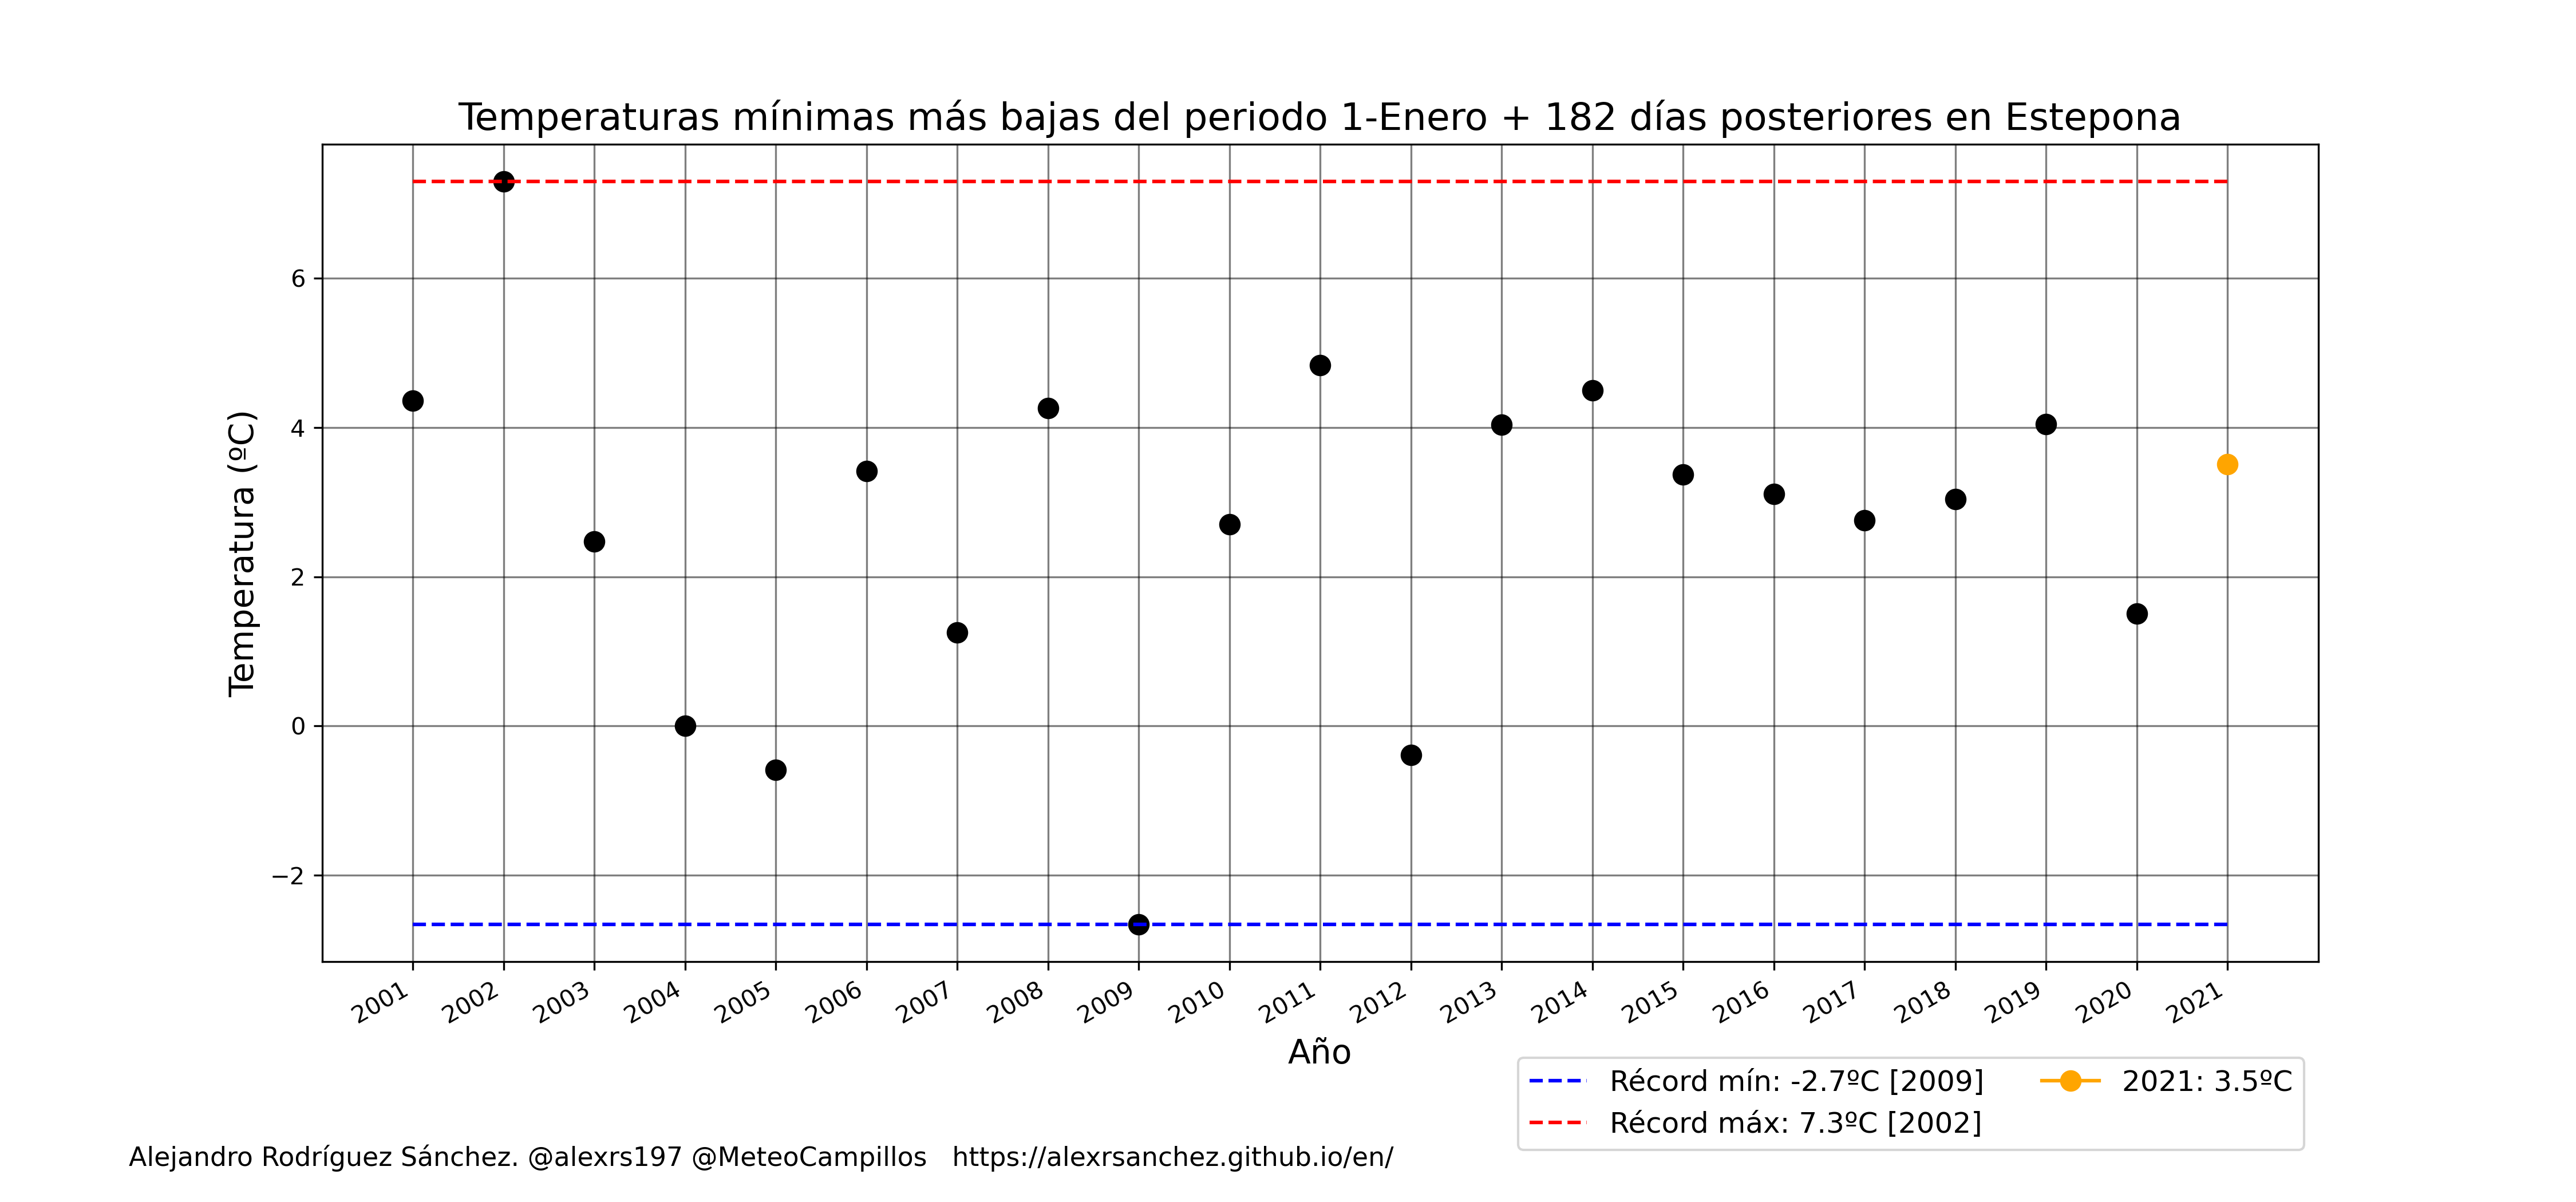 Temperaturas mínimas más bajas del periodo 1-Enero + 182 días posteriores en Estepona
Temperatura (ºC)
6
4
2
0
−2
2001 2002 2003 2004 2005 2006 2007 2008 2009 2010 2011 2012 2013 2014 2015 2016 2017 2018 2019 2020 2021
Año
Récord mín: -2.7ºC [2009]
Récord máx: 7.3ºC [2002]
2021: 3.5ºC
Alejandro Rodríguez Sánchez. @alexrs197 @MeteoCampillos https://alexrsanchez.github.io/en/